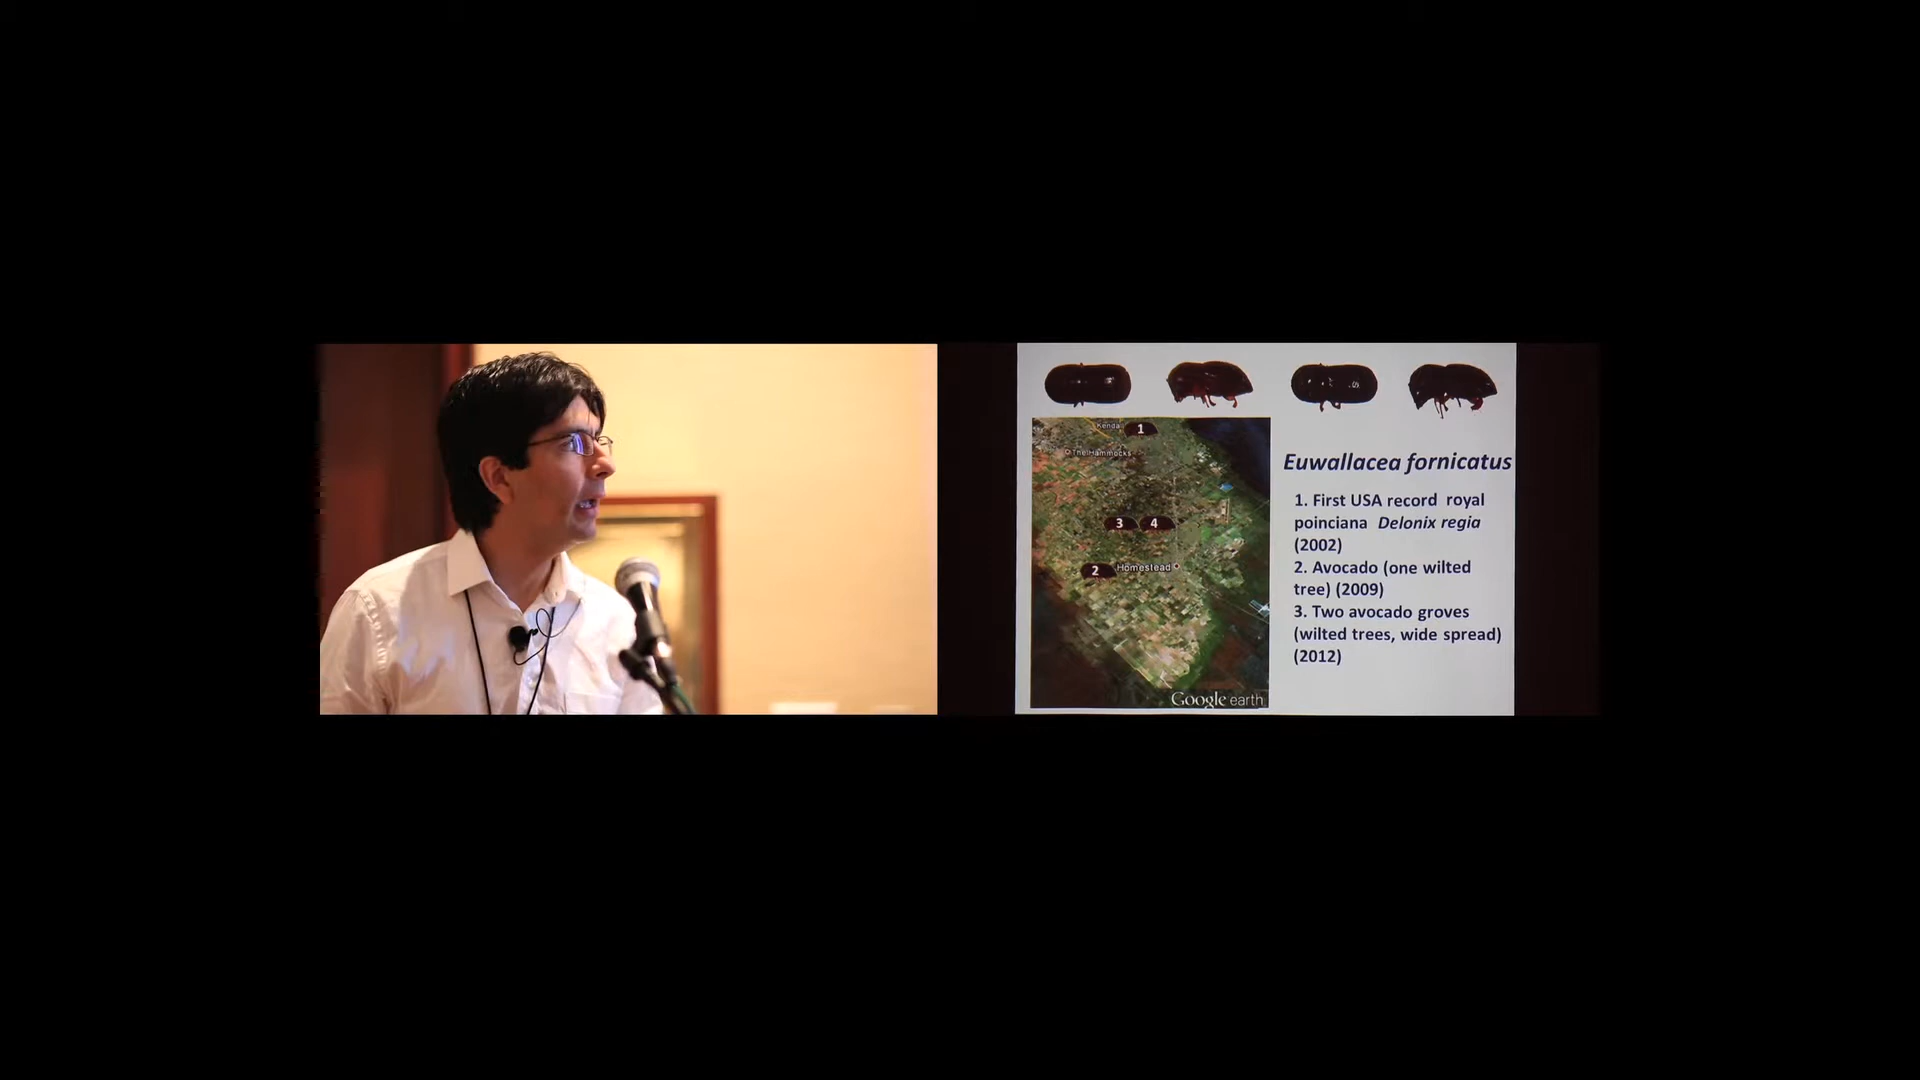 Kenda
1
The Hammocks
3
4
2
Homestead
Google earth
Euwallacea fornicatus
1. First USA record royal
poinciana Delonix regia
(2002)
2. Avocado (one wilted
tree) (2009)
3. Two avocado groves
(wilted trees, wide spread)
(2012)